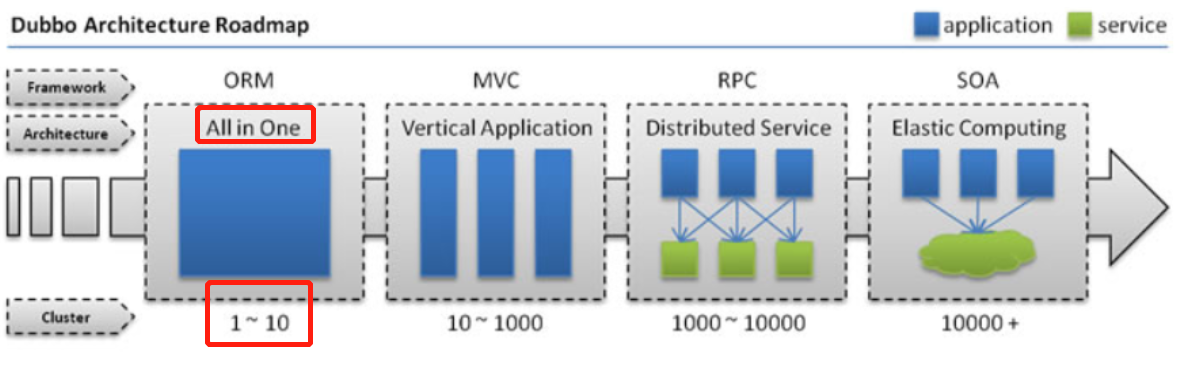 Dubbo Architecture Roadmap
application
service
Framework
ORM
MVC
RPC
SOA
Architecture
All in One
Vertical Application
Distributed Service
Elastic Computing
Cluster
1 ~ 10
10 ~ 1000
1000 ~ 10000
10000 +